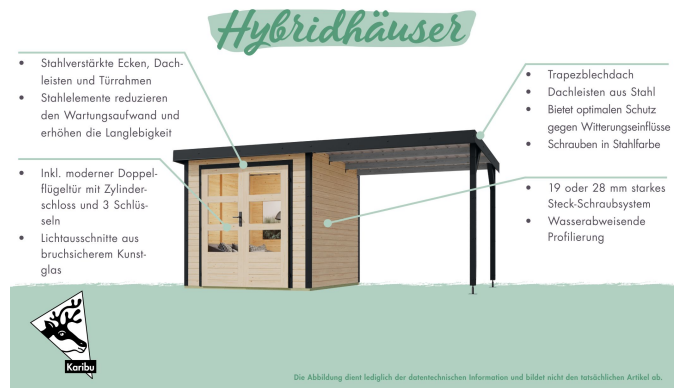 Hybridhäuser
• Stahlverstärkte Ecken, Dach-
leisten und Türrahmen
• Stahlelemente reduzieren
den Wartungsaufwand und
erhöhen die Langlebigkeit
• Inkl. moderner Doppel-
flügeltür mit Zylinder-
schloss und 3 Schlüs-
seln
• Lichtausschnitte aus
bruchsicherem Kunst-
glas
• Trapezblechdach
• Dachleisten aus Stahl
• Bietet optimalen Schutz
gegen Witterungseinflüsse
• Schrauben in Stahlfarbe
• 19 oder 28 mm starkes
Steck-Schraubsystem
• Wasserabweisende
Profilierung
Karibu
Die Abbildung dient lediglich der datentechnischen Information und bildet nicht den tatsächlichen Artikel ab.